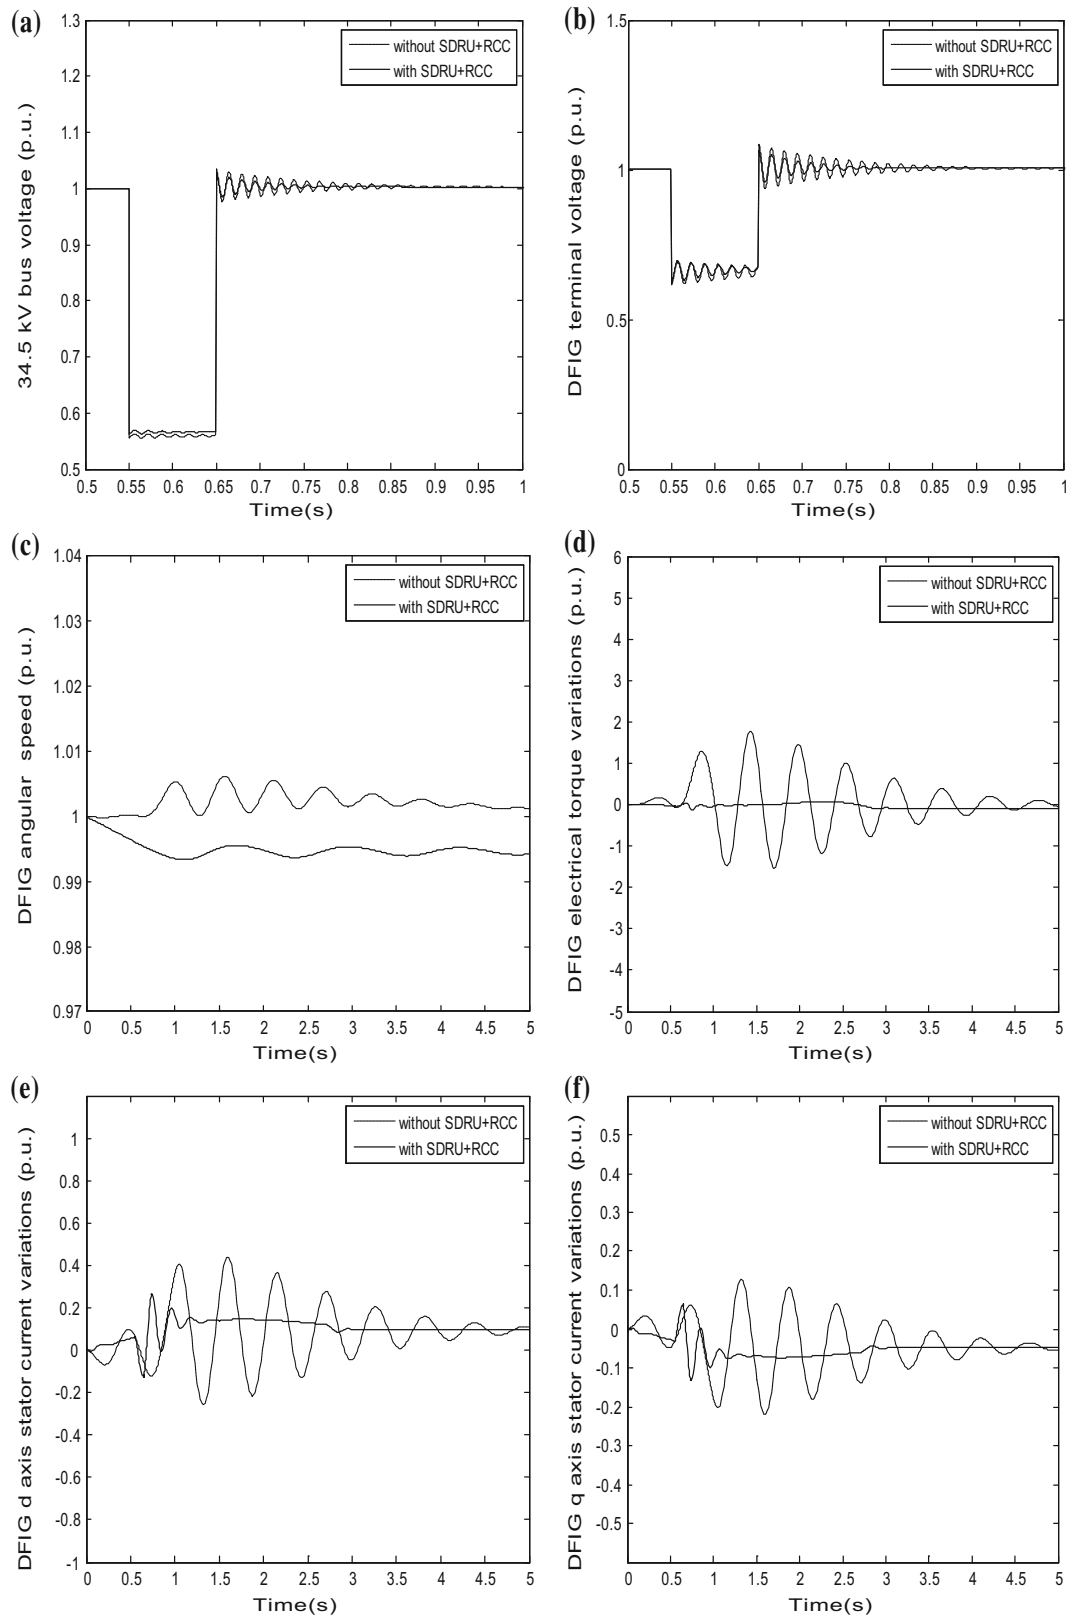 (a)
1.3
1.2
1.1
1
0.9
0.8
0.7
0.6
0.5
34.5 kV bus voltage (p.u.)
without SDRU+RCC
with SDRU+RCC
0.5 0.55 0.6 0.65 0.7 0.75 0.8 0.85 0.9 0.95 1
Time(s)
(b)
1.5
1
0.5
0
DFIG terminal voltage (p.u.)
without SDRU+RCC
with SDRU+RCC
0.5 0.55 0.6 0.65 0.7 0.75 0.8 0.85 0.9 0.95 1
Time(s)
(c)
1.04
1.03
1.02
1.01
1
0.99
0.98
0.97
DFIG angular speed (p.u.)
without SDRU+RCC
with SDRU+RCC
0 0.5 1 1.5 2 2.5 3 3.5 4 4.5 5
Time(s)
(d)
6
5
4
3
2
1
0
-1
-2
-3
-4
-5
DFIG electrical torque variations (p.u.)
without SDRU+RCC
with SDRU+RCC
0 0.5 1 1.5 2 2.5 3 3.5 4 4.5 5
Time(s)
(e)
1
0.8
0.6
0.4
0.2
0
-0.2
-0.4
-0.6
-0.8
-1
DFIG d axis stator current variations (p.u.)
without SDRU+RCC
with SDRU+RCC
0 0.5 1 1.5 2 2.5 3 3.5 4 4.5 5
Time(s)
(f)
0.5
0.4
0.3
0.2
0.1
0
-0.1
-0.2
-0.3
-0.4
-0.5
DFIG q axis stator current variations (p.u.)
without SDRU+RCC
with SDRU+RCC
0 0.5 1 1.5 2 2.5 3 3.5 4 4.5 5
Time(s)